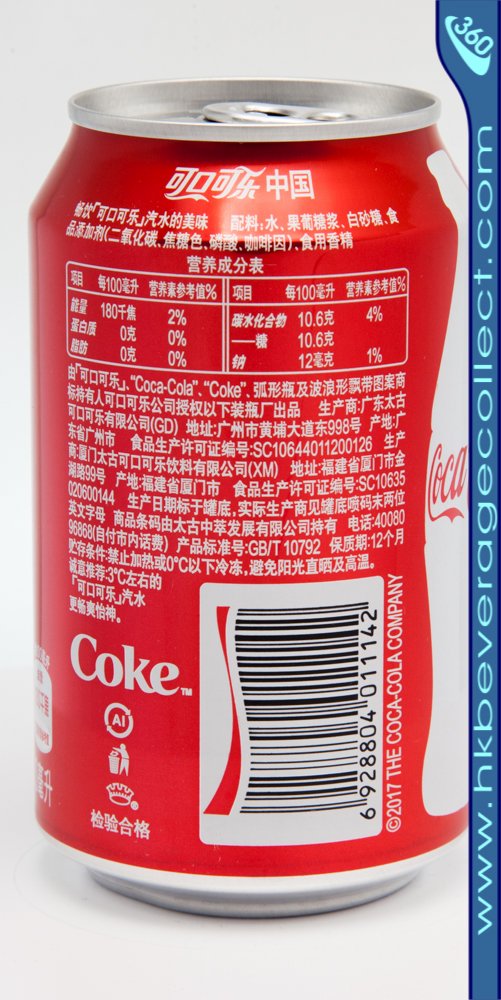 可口可乐 中国
畅饮「可口可乐」汽水的美味 配料:水、果葡糖浆、白砂糖、食
品添加剂(二氧化碳、焦糖色、磷酸、咖啡因)、食用香精
营养成分表
项目 每100毫升 营养素参考值% 项目 每100毫升 营养素参考值%
能量 180千焦 2% 碳水化合物 10.6克 4%
蛋白质 0克 0% —糖 10.6克
脂肪 0克 0% 钠 12毫克 1%
由「可口可乐」、“Coca-Cola”、“Coke”、弧形瓶及波浪形飘带图案商
标持有人可口可乐公司授权以下装瓶厂出品 生产商:广东太古
可口可乐有限公司(GD) 地址:广州市黄埔大道东998号 产地:广
东省广州市 食品生产许可证编号:SC10644011200126 生产
商:厦门太古可口可乐饮料有限公司(XM) 地址:福建省厦门市金
湖路99号 产地:福建省厦门市 食品生产许可证编号:SC10635
020600144 生产日期标于罐底,实际生产商见罐底喷码末两位
英文字母 商品条码由太古中萃发展有限公司持有 电话:40080
96868(自付市内话费) 产品标准号:GB/T 10792 保质期:12个月
贮存条件:禁止加热或0°C以下冷冻,避免阳光直晒及高温。
诚意推荐:3°C左右的
「可口可乐」汽水
更畅爽怡神。
Coke™
Al
检验合格
6 928804 011142
©2017 THE COCA-COLA COMPANY
Coca
毫升
360
www.hkbeveragecollect.com